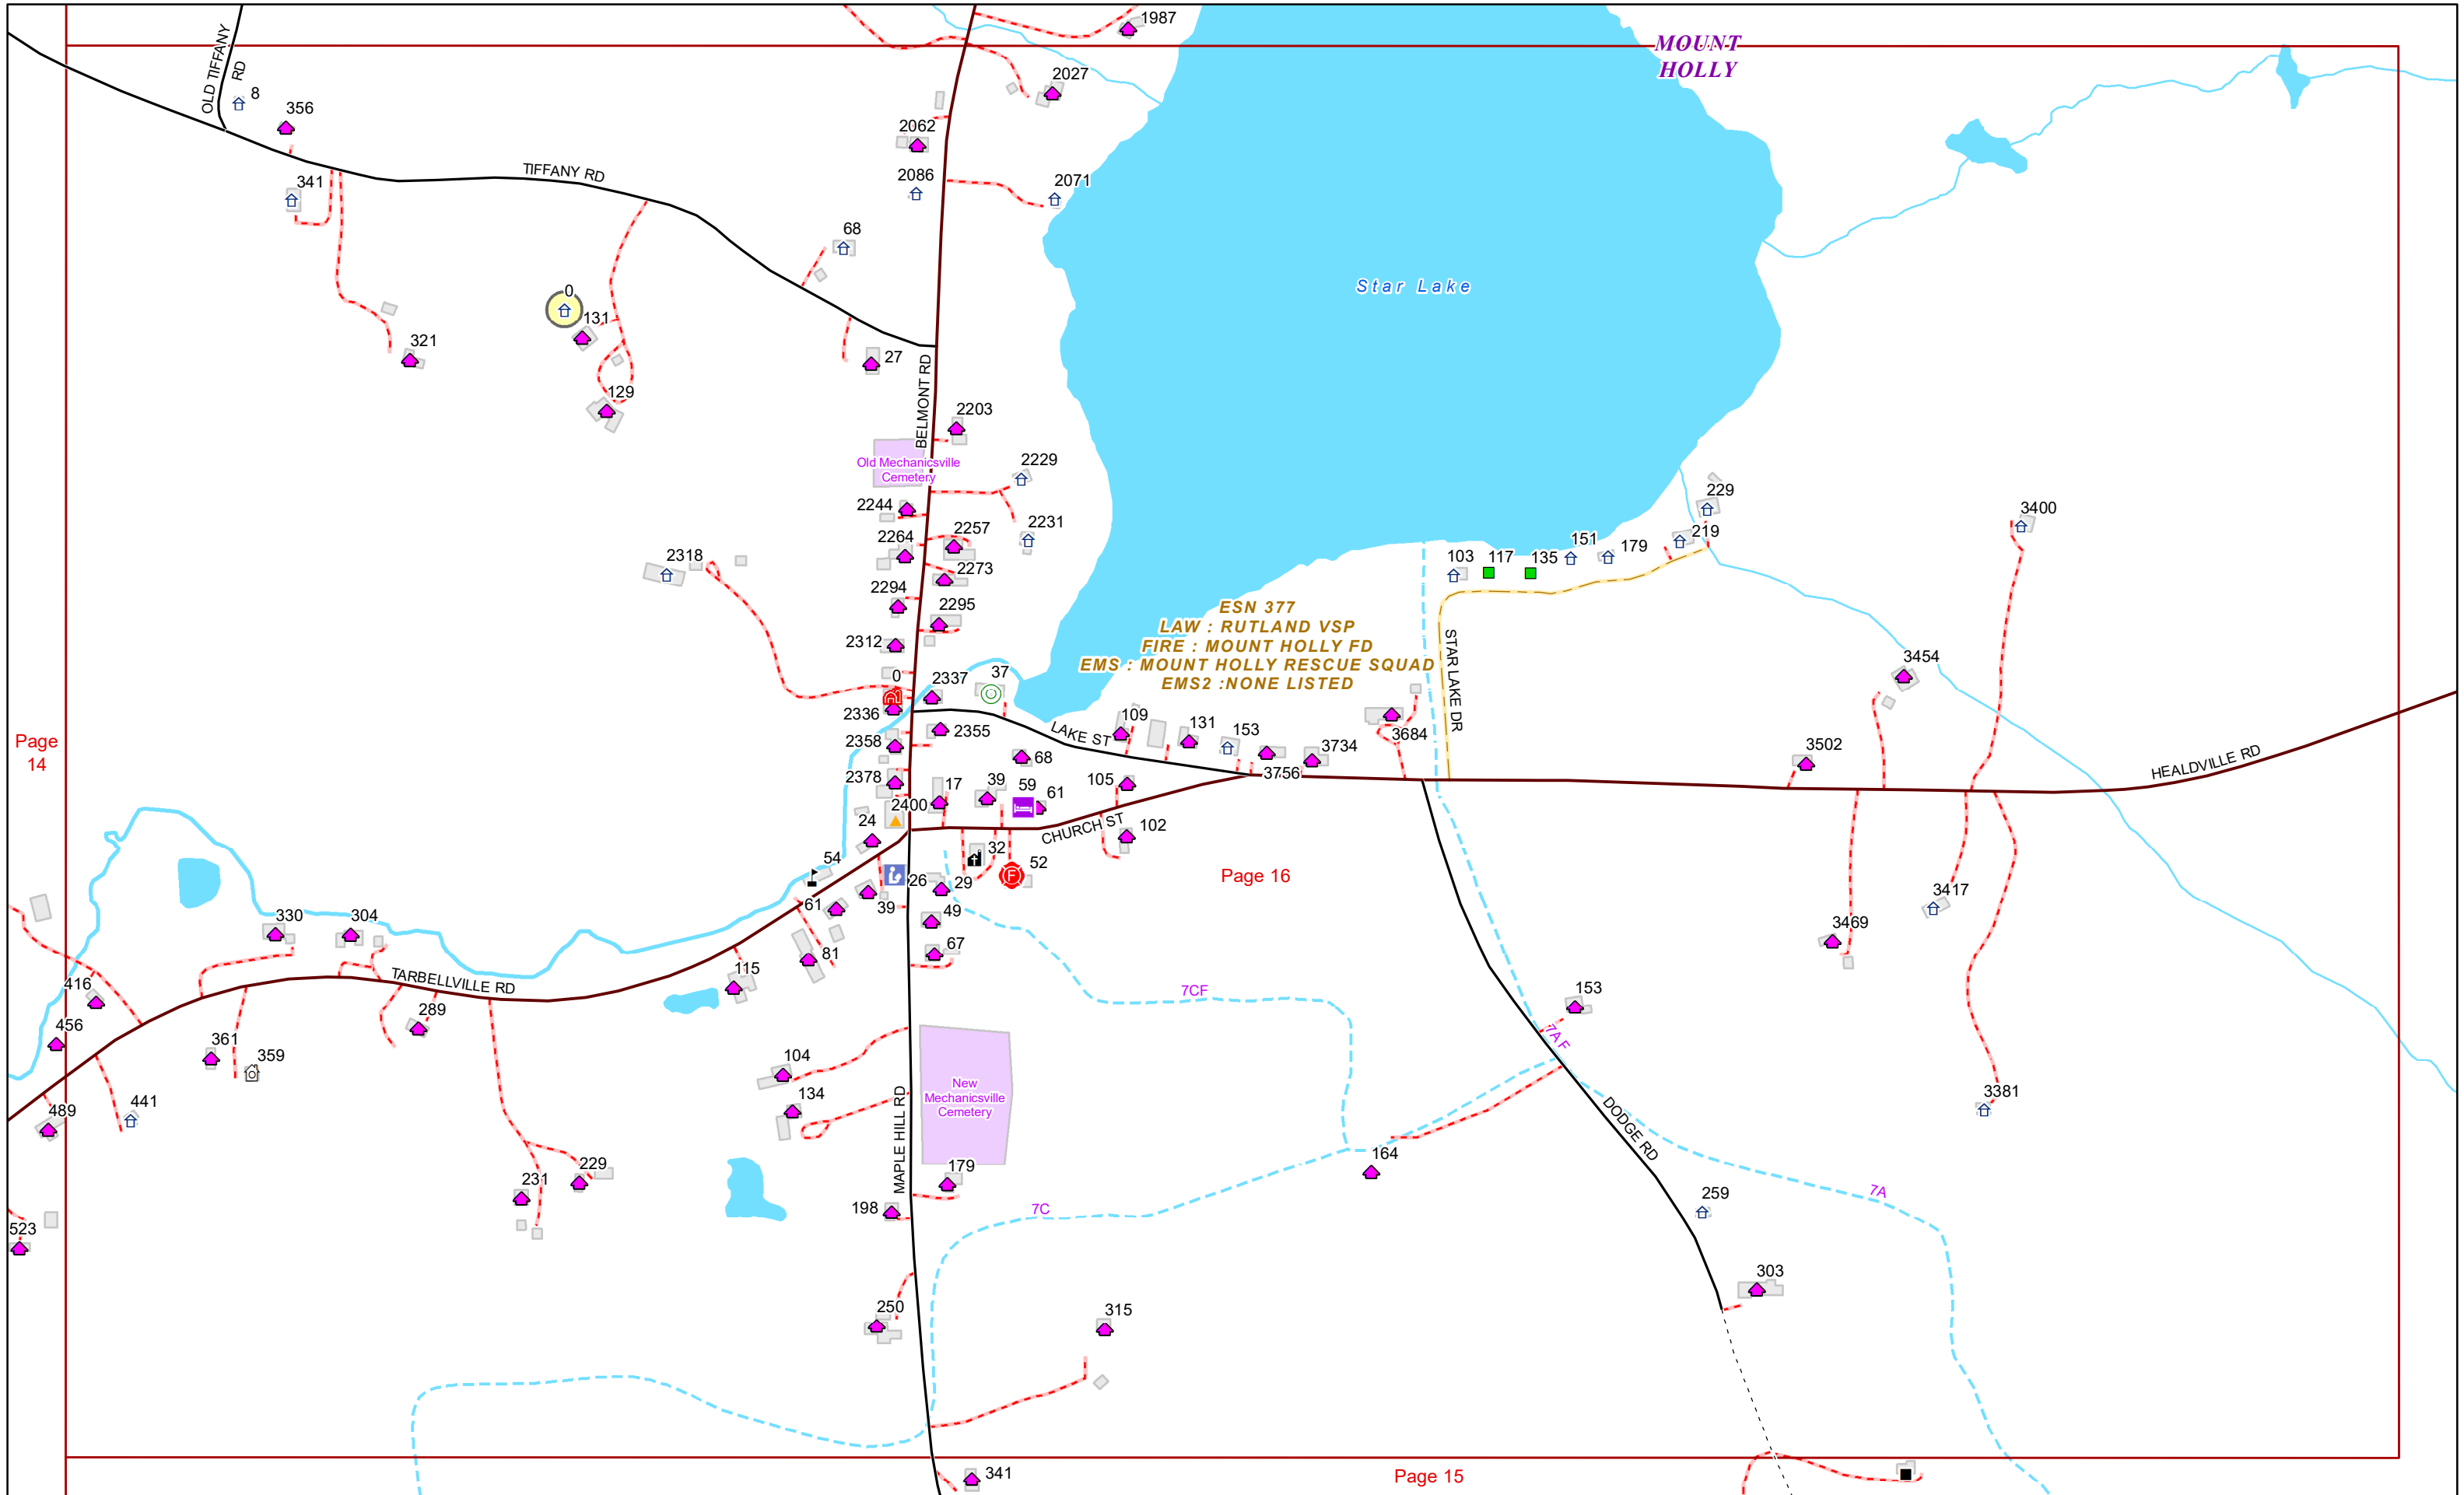 1987
MOUNT
HOLLY
OLD TIFFANY
RD
8
356
2027
2062
341
TIFFANY RD
2086
2071
68
Star Lake
0
131
321
27
129
BELMONT RD
2203
Old Mechanicsville
Cemetery
2229
2244
229
2231
3400
2257
2264
219
2318
103
117
135
151
179
2273
2294
2295
ESN 377
LAW : RUTLAND VSP
FIRE : MOUNT HOLLY FD
EMS : MOUNT HOLLY RESCUE SQUAD
EMS2 :NONE LISTED
STAR LAKE DR
2312
3454
0
2337
37
2336
109
LAKE ST
131
153
3684
2358
2355
Page
14
68
3734
3502
3756
HEALDVILLE RD
2378
17
39
59
61
105
2400
24
CHURCH ST
102
54
32
52
F
Page 16
26
29
61
39
49
3417
330
304
3469
67
81
TARBELLVILLE RD
115
416
7CF
153
289
456
7A F
361
359
104
New
Mechanicsville
Cemetery
134
MAPLE HILL RD
3381
489
441
DODGE RD
164
179
229
231
259
7A
198
7C
523
303
250
315
341
Page 15